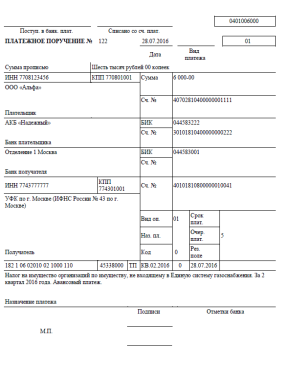 0401006000
Поступ. в банк. плат. Списано со сч. плат.
ПЛАТЕЖНОЕ ПОРУЧЕНИЕ № 122 28.07.2016 01
Дата Вид платежа
Сумма прописью Шесть тысяч рублей 00 копеек
ИНН 7708123456 КПП 770801001 Сумма 6 000-00
ООО «Альфа»
Сч. № 40702810400000001111
Плательщик
АКБ «Надежный» БИК 044583222
Сч. № 30101810400000000222
Банк плательщика
Отделение 1 Москва БИК 044583001
Сч. №
Банк получателя
ИНН 7743777777 КПП 774301001 Сч. № 40101810800000010041
УФК по г. Москве (ИФНС России № 43 по г. Москве)
Вид оп. 01 Срок плат.
Наз. пл. Очер. плат. 5
Получатель Код 0 Рез. поле
182 1 06 02010 02 1000 110 45338000 ТП КВ.02.2016 0 28.07.2016
Налог на имущество организаций по имуществу, не входящему в Единую систему газоснабжения. За 2
квартал 2016 года. Авансовый платеж.
Назначение платежа
Подписи Отметки банка
М.П.